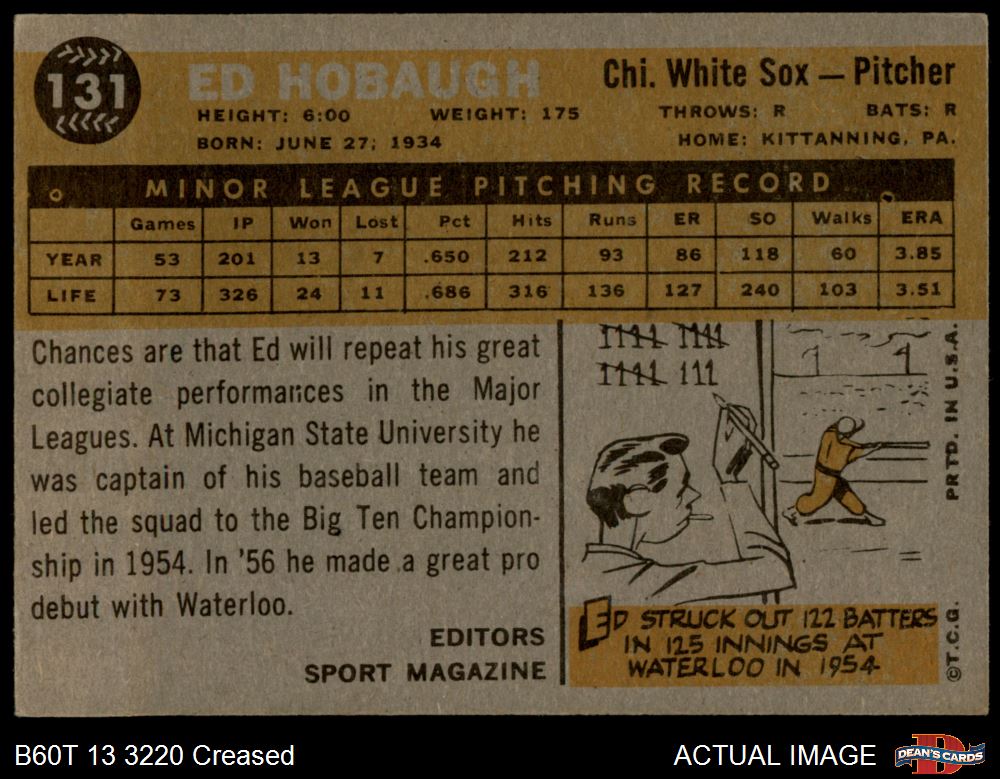 131
ED HOBAUGH
Chi. White Sox — Pitcher
HEIGHT: 6:00 WEIGHT: 175 THROWS: R BATS: R
BORN: JUNE 27, 1934 HOME: KITTANNING, PA.
MINOR LEAGUE PITCHING RECORD
Games IP Won Lost Pct Hits Runs ER SO Walks ERA
YEAR 53 201 13 7 .650 212 93 86 118 60 3.85
LIFE 73 326 24 11 .686 316 136 127 240 103 3.51
Chances are that Ed will repeat his great
collegiate performances in the Major
Leagues. At Michigan State University he
was captain of his baseball team and
led the squad to the Big Ten Champion-
ship in 1954. In '56 he made a great pro
debut with Waterloo.
EDITORS
SPORT MAGAZINE
ED STRUCK OUT 122 BATTERS
IN 125 INNINGS AT
WATERLOO IN 1954
PRTD. IN U.S.A.
©T.C.G.
B60T 13 3220 Creased
ACTUAL IMAGE
DEAN'S CARDS